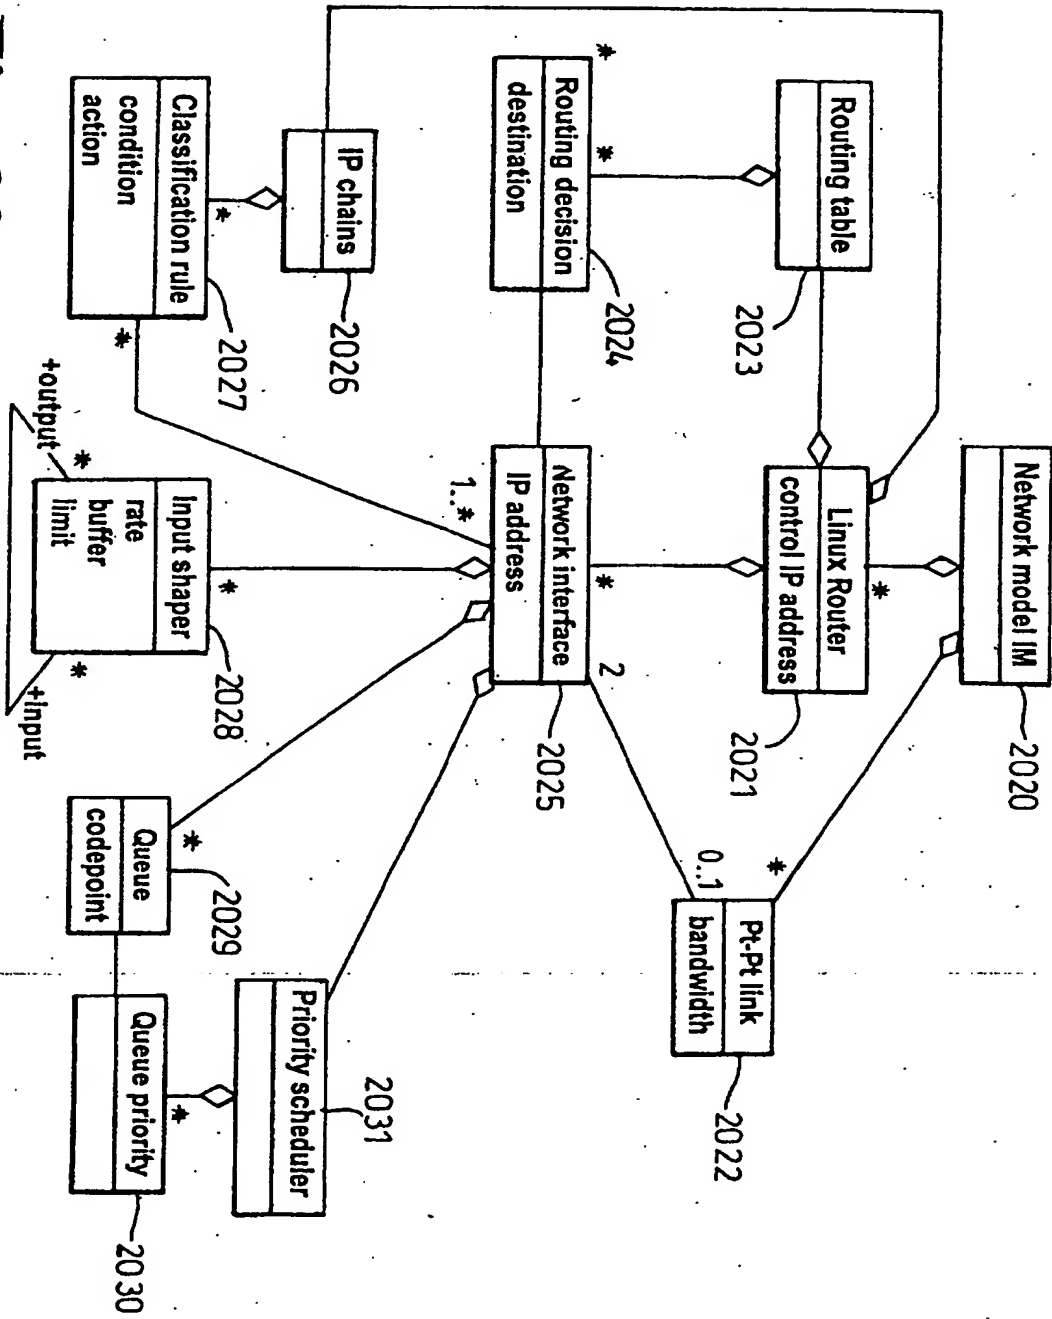 Network model IM
2020
*
*
Linux Router
control IP address
2021
Pt-Pt link
bandwidth
2022
0..1
Routing table
2023
*
*
Routing decision
destination
2024
*
2
Network interface
IP address
2025
1..*
IP chains
2026
*
Classification rule
condition
action
2027
*
*
Input shaper
rate
buffer
limit
2028
*
+output
*
+input
*
Queue
codepoint
2029
Priority scheduler
2031
*
Queue priority
2030